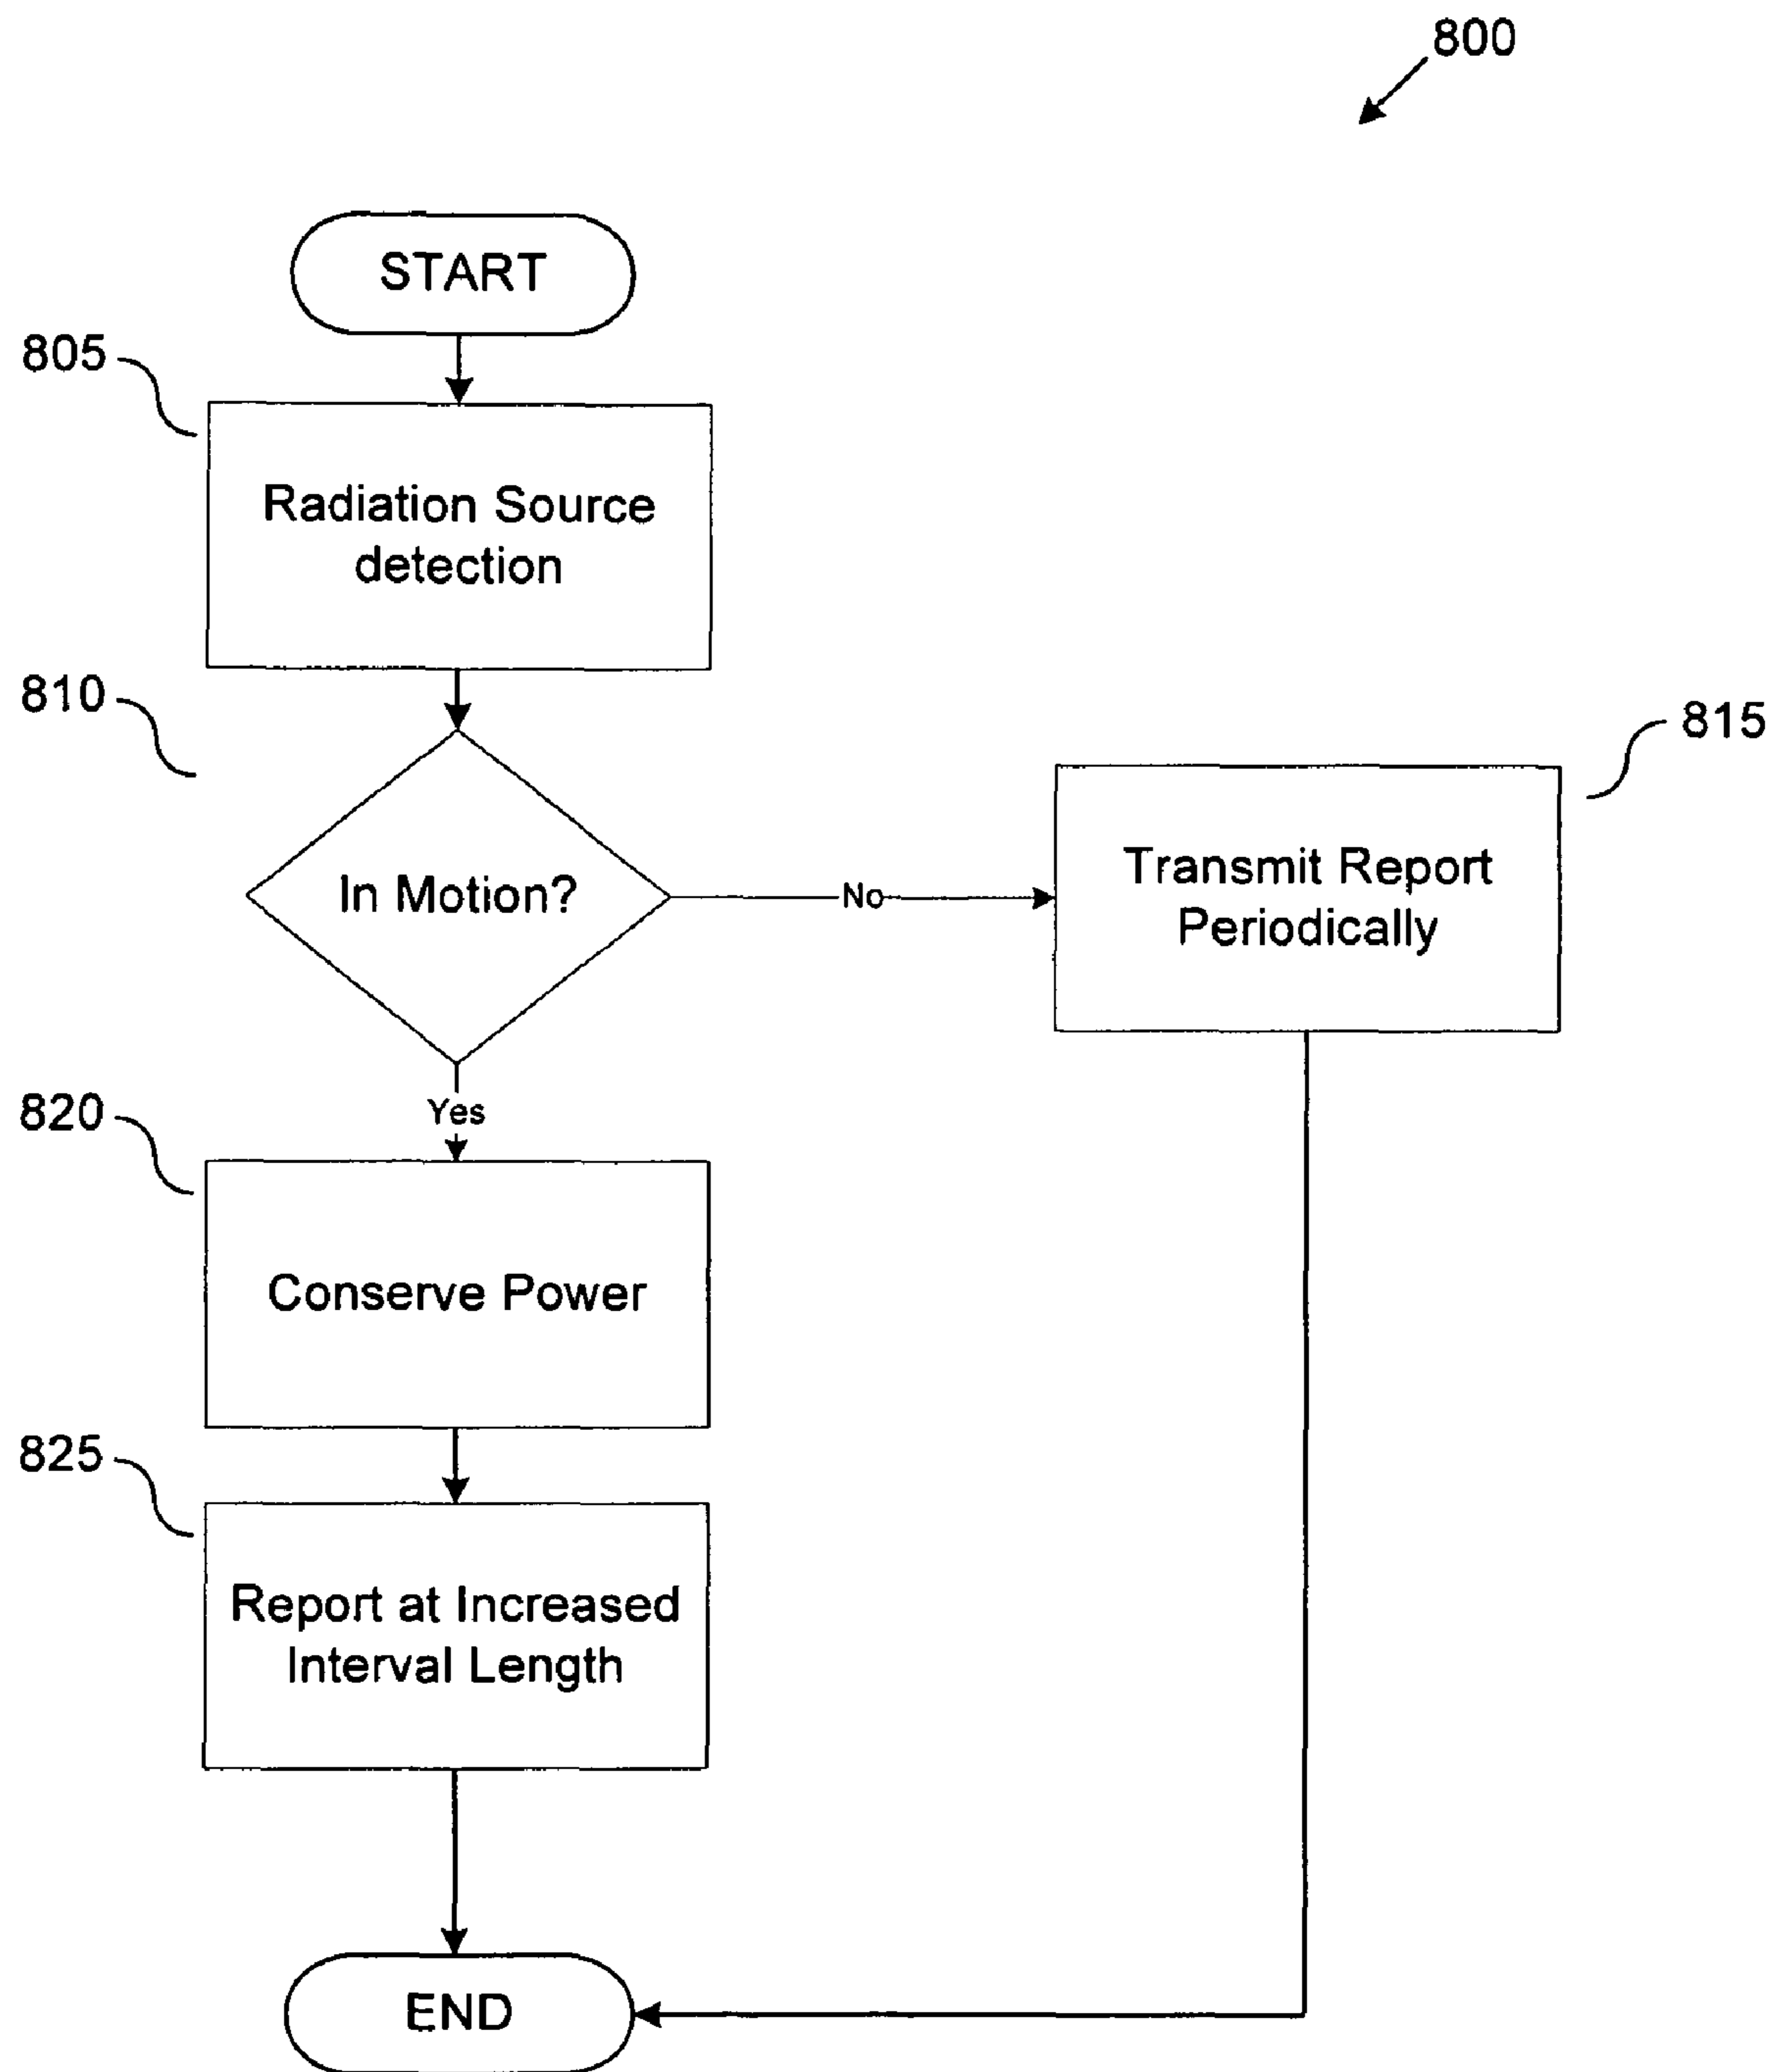 800
START
805
Radiation Source
detection
810
In Motion?
No
815
Transmit Report
Periodically
Yes
820
Conserve Power
825
Report at Increased
Interval Length
END